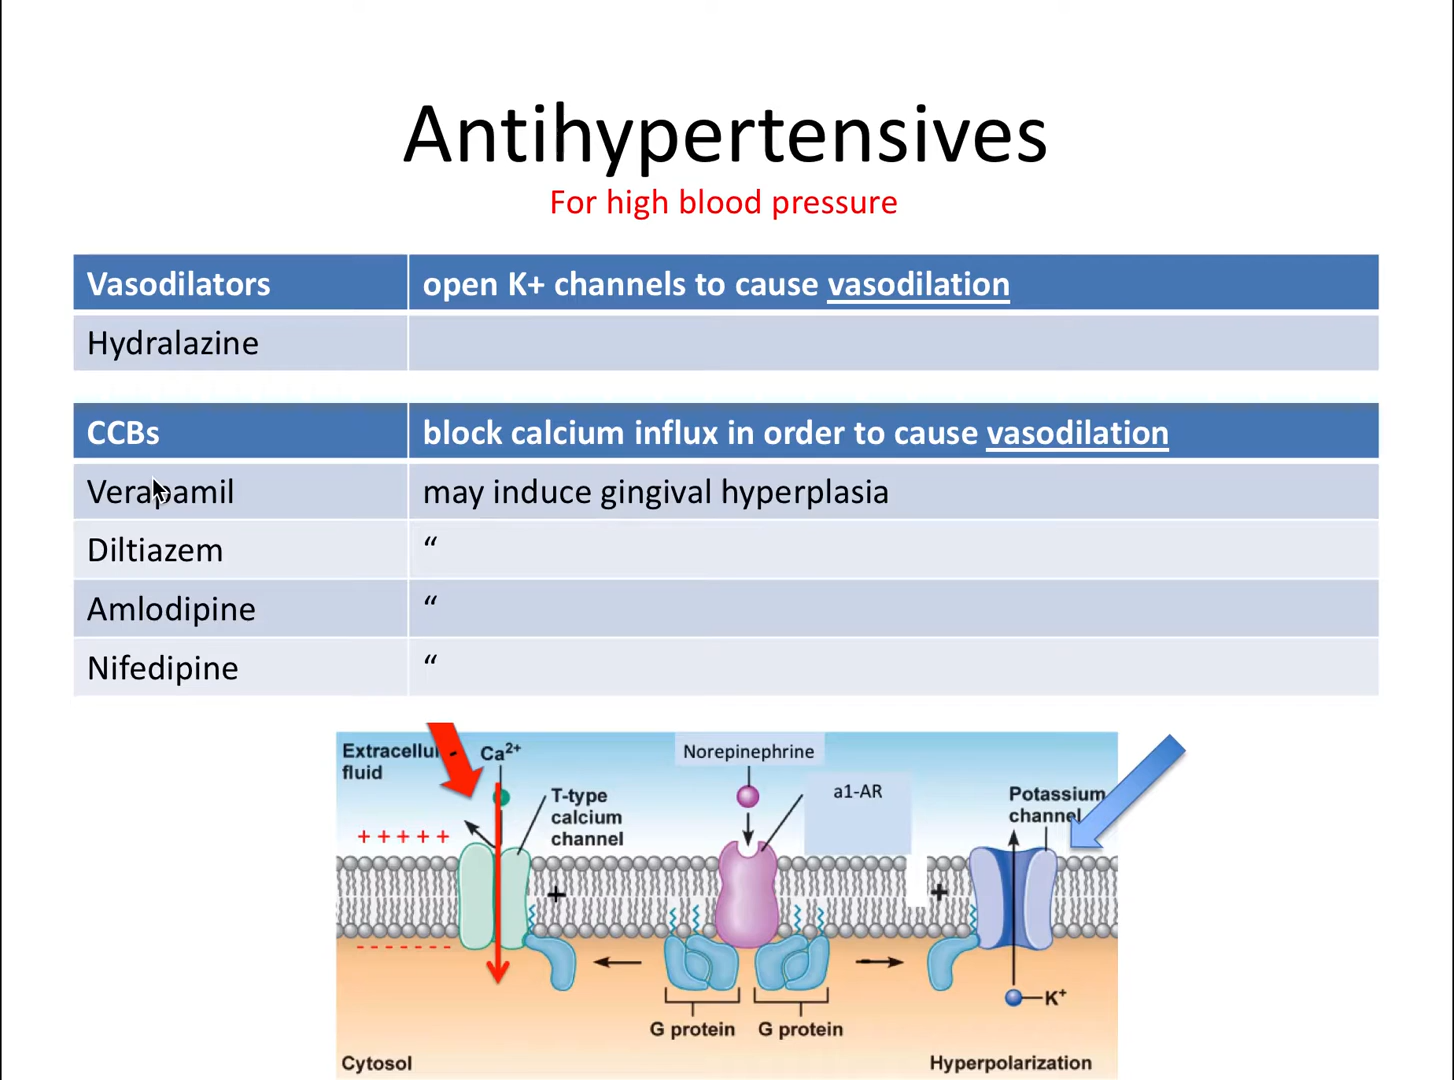 Antihypertensives
For high blood pressure
Vasodilators open K+ channels to cause vasodilation
Hydralazine
CCBs block calcium influx in order to cause vasodilation
Verapamil may induce gingival hyperplasia
Diltiazem “
Amlodipine “
Nifedipine “
Ca²⁺
fluid
Norepinephrine
T-type
calcium
channel
a1-AR
Potassium
channel
+ + + + +
+
+
- - - - - - - -
K⁺
G protein G protein
Cytosol
Hyperpolarization